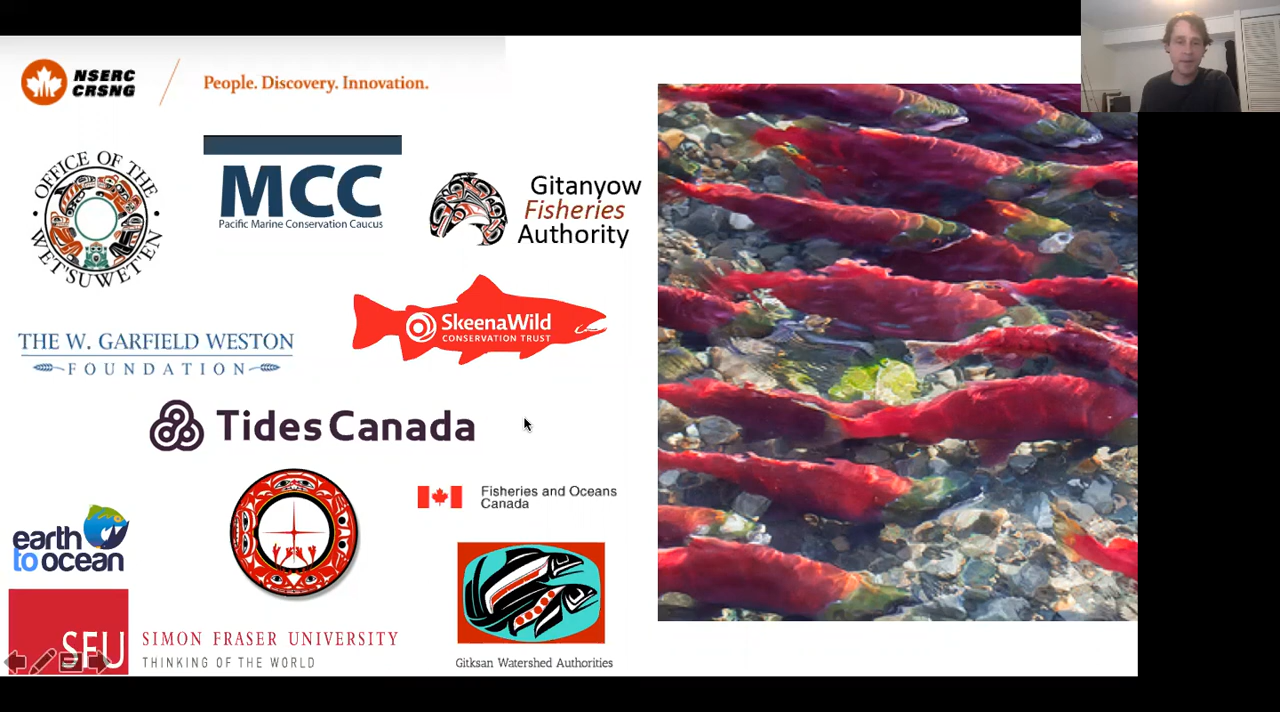 NSERC
CRSNG
People. Discovery. Innovation.
OFFICE OF THE
WET'SUWET'EN
MCC
Pacific Marine Conservation Caucus
Gitanyow
Fisheries
Authority
SkeenaWild
CONSERVATION TRUST
THE W. GARFIELD WESTON
FOUNDATION
Tides Canada
Fisheries and Oceans
Canada
earth
to ocean
SFU
SIMON FRASER UNIVERSITY
THINKING OF THE WORLD
Gitksan Watershed Authorities